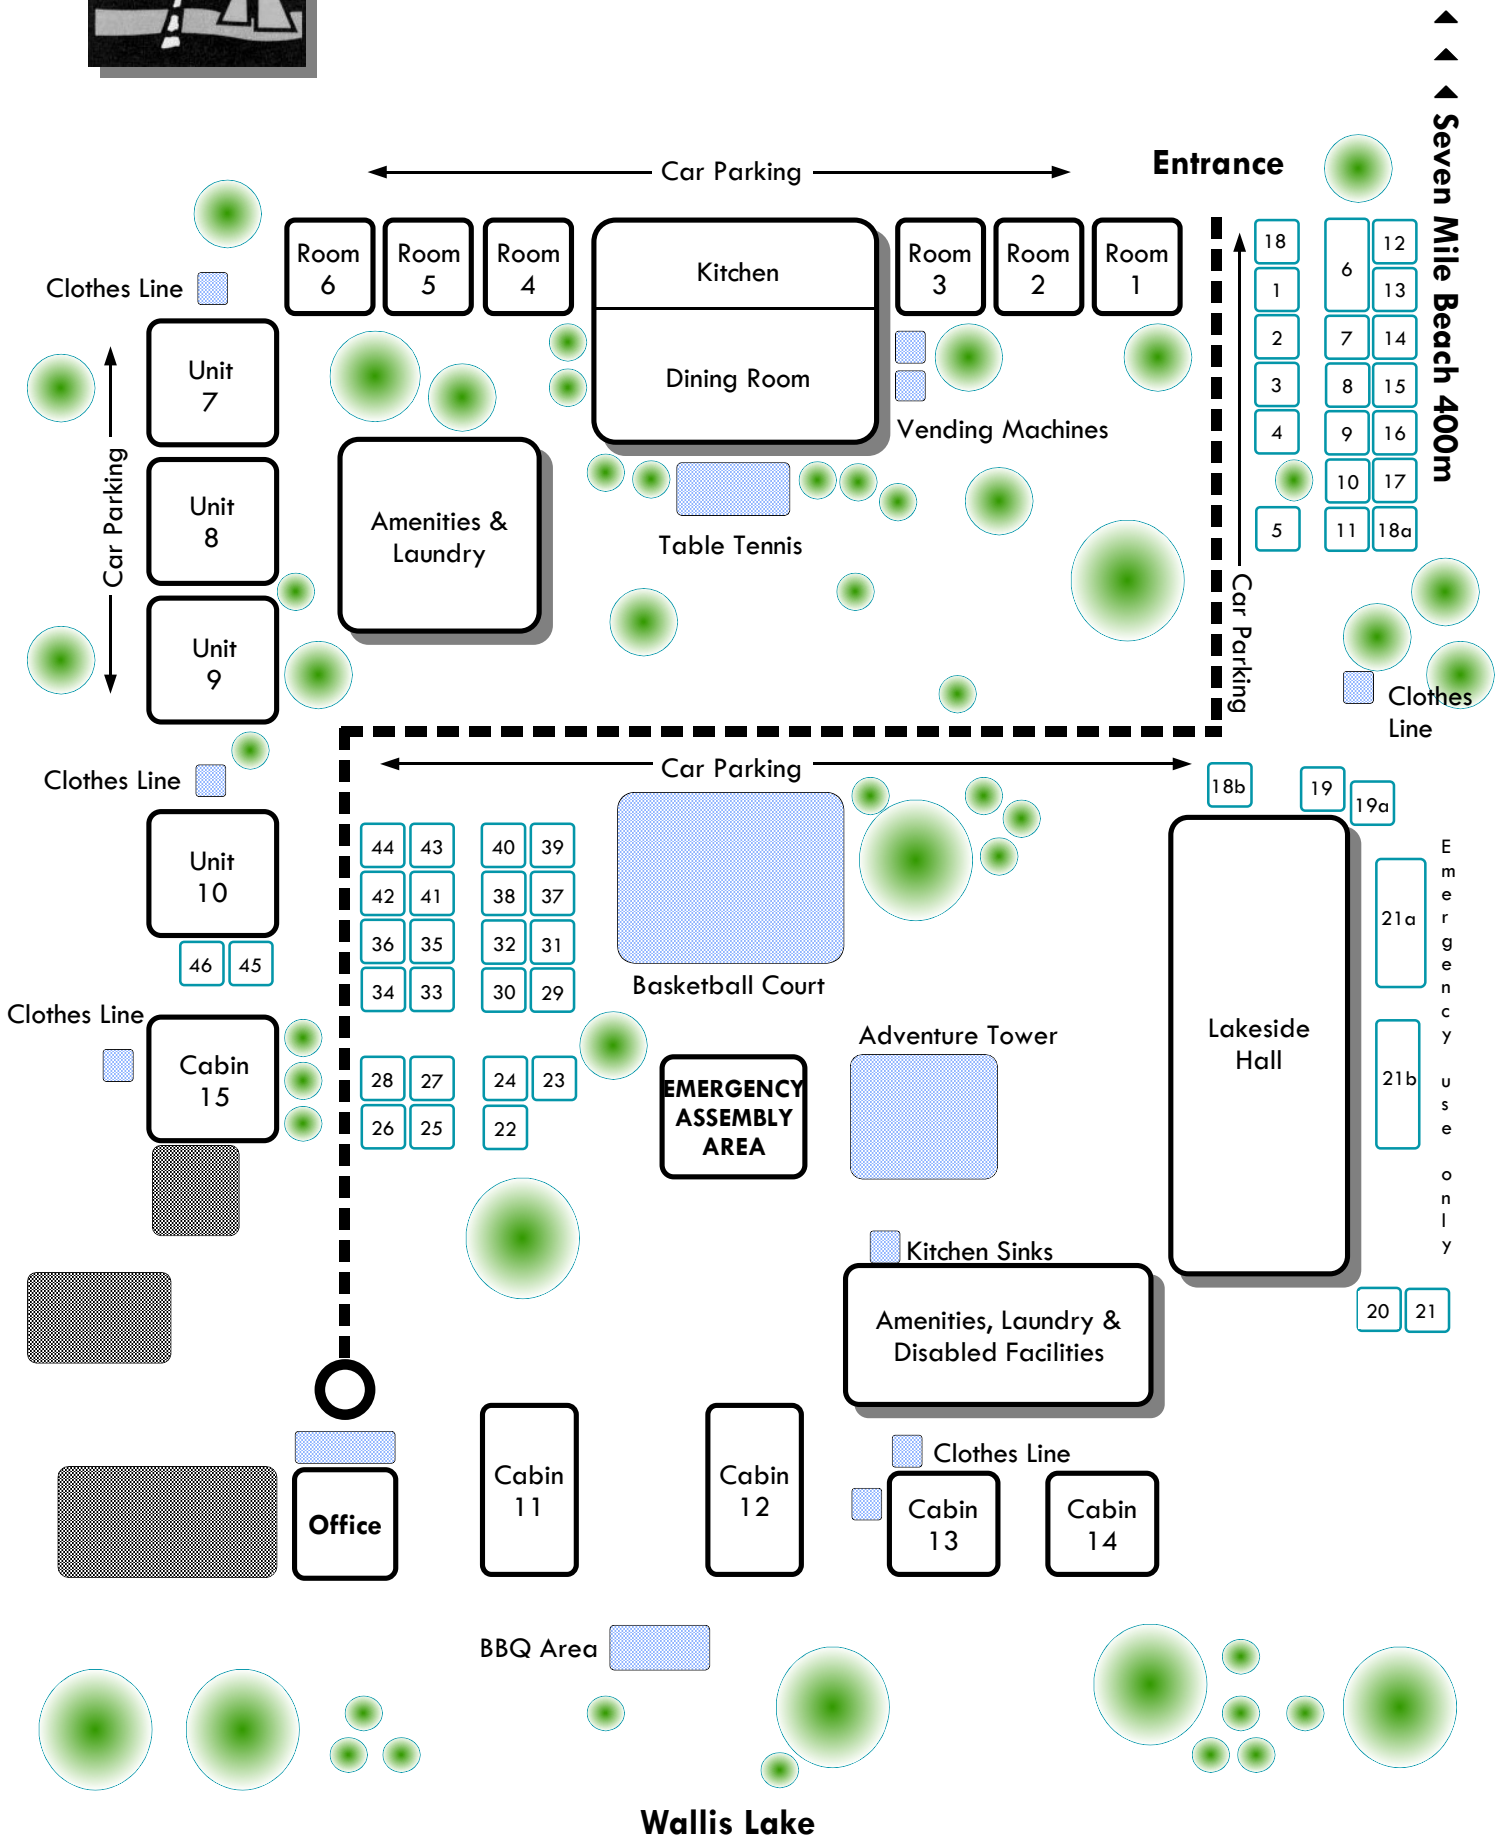 Seven Mile Beach 400m
Entrance
Car Parking
Room
6
Room
5
Room
4
Kitchen
Dining Room
Room
3
Room
2
Room
1
18
1
2
3
4
5
6
7
8
9
10
11
12
13
14
15
16
17
18a
Clothes Line
Unit
7
Unit
8
Unit
9
Car Parking
Amenities &
Laundry
Vending Machines
Table Tennis
Car Parking
Clothes
Line
Clothes Line
Car Parking
18b
19
19a
Unit
10
46 45
44 43 40 39
42 41 38 37
36 35 32 31
34 33 30 29
Basketball Court
21a
21b
Emergency use only
Lakeside
Hall
Clothes Line
Cabin
15
28 27 24 23
26 25 22
EMERGENCY
ASSEMBLY
AREA
Adventure Tower
Kitchen Sinks
Amenities, Laundry &
Disabled Facilities
20 21
Office
Cabin
11
Cabin
12
Clothes Line
Cabin
13
Cabin
14
BBQ Area
Wallis Lake